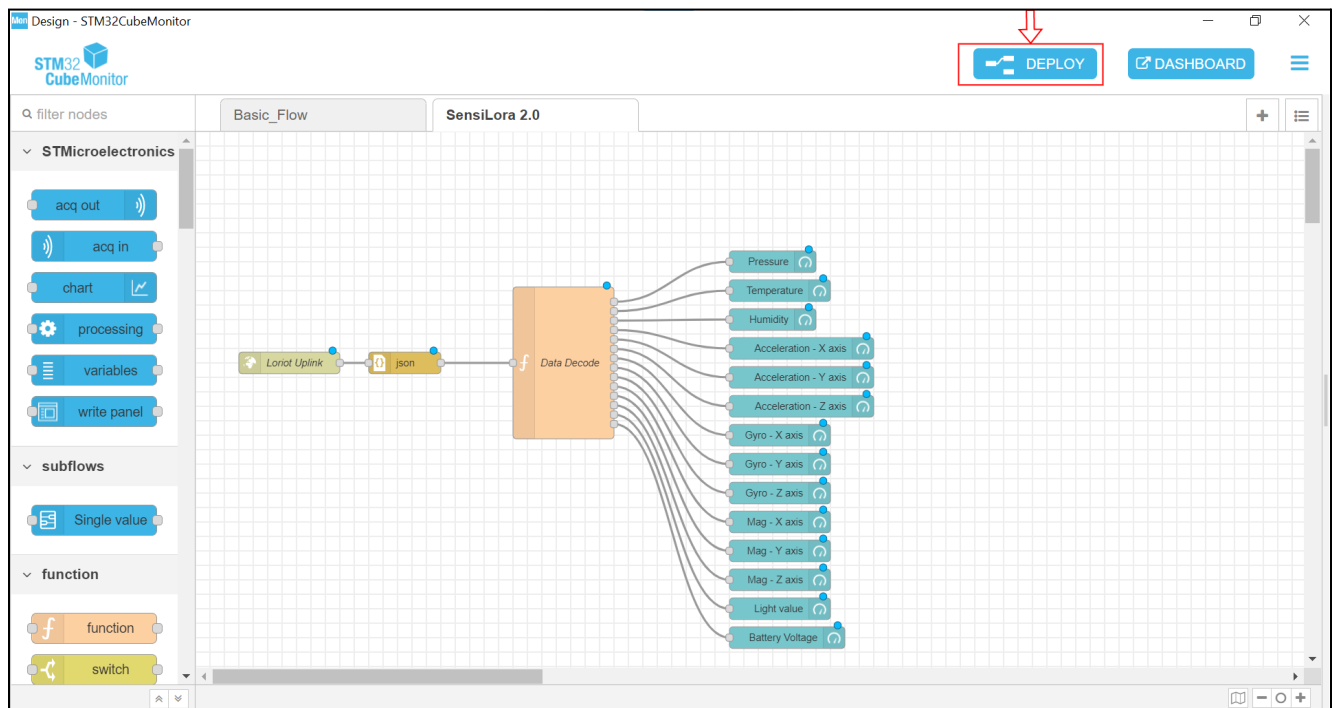 Mon Design - STM32CubeMonitor
STM32
CubeMonitor
DEPLOY
DASHBOARD
filter nodes
Basic_Flow
SensiLora 2.0
STMicroelectronics
acq out
acq in
chart
processing
variables
write panel
subflows
Single value
function
f function
switch
Loriot Uplink
{} json
f Data Decode
Pressure
Temperature
Humidity
Acceleration - X axis
Acceleration - Y axis
Acceleration - Z axis
Gyro - X axis
Gyro - Y axis
Gyro - Z axis
Mag - X axis
Mag - Y axis
Mag - Z axis
Light value
Battery Voltage